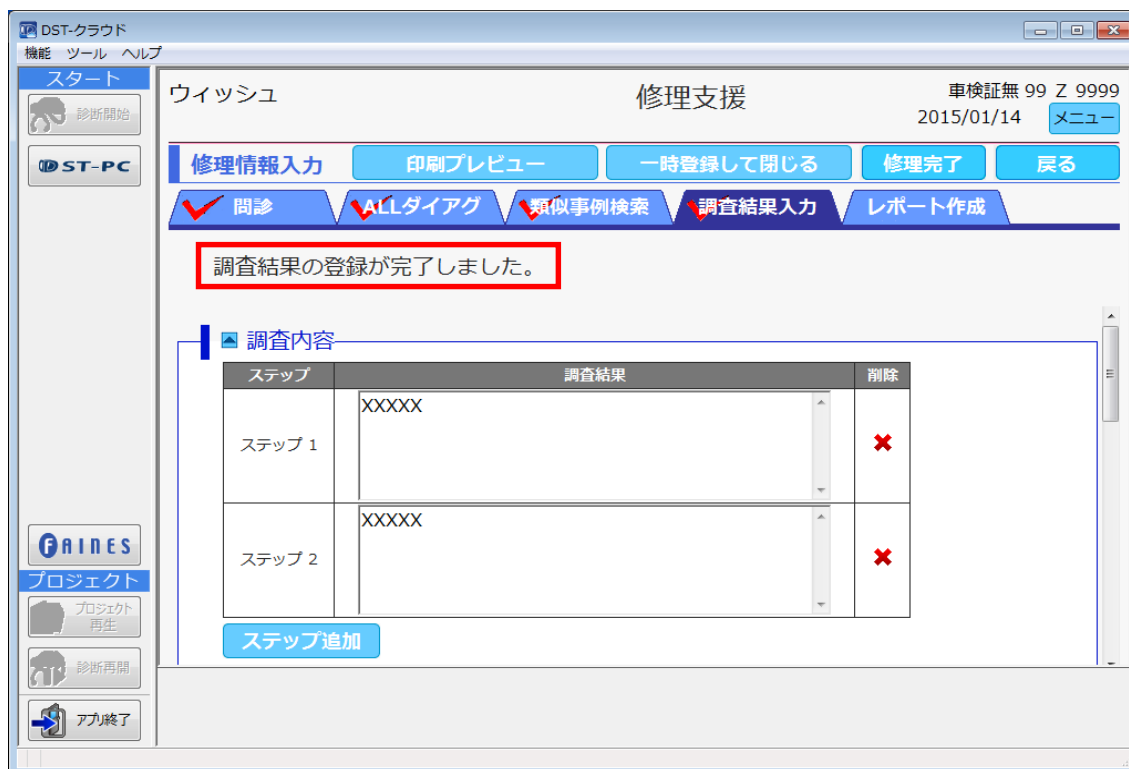 DST-クラウド
機能 ツール ヘルプ
スタート
診断開始
DST-PC
ウィッシュ
修理支援
車検証無 99 Z 9999
2015/01/14 メニュー
修理情報入力 印刷プレビュー 一時登録して閉じる 修理完了 戻る
問診 ALLダイアグ 類似事例検索 調査結果入力 レポート作成
調査結果の登録が完了しました。
調査内容
ステップ 調査結果 削除
ステップ 1 XXXXX
ステップ 2 XXXXX
ステップ追加
FAINES
プロジェクト
プロジェクト
再生
診断再開
アプリ終了